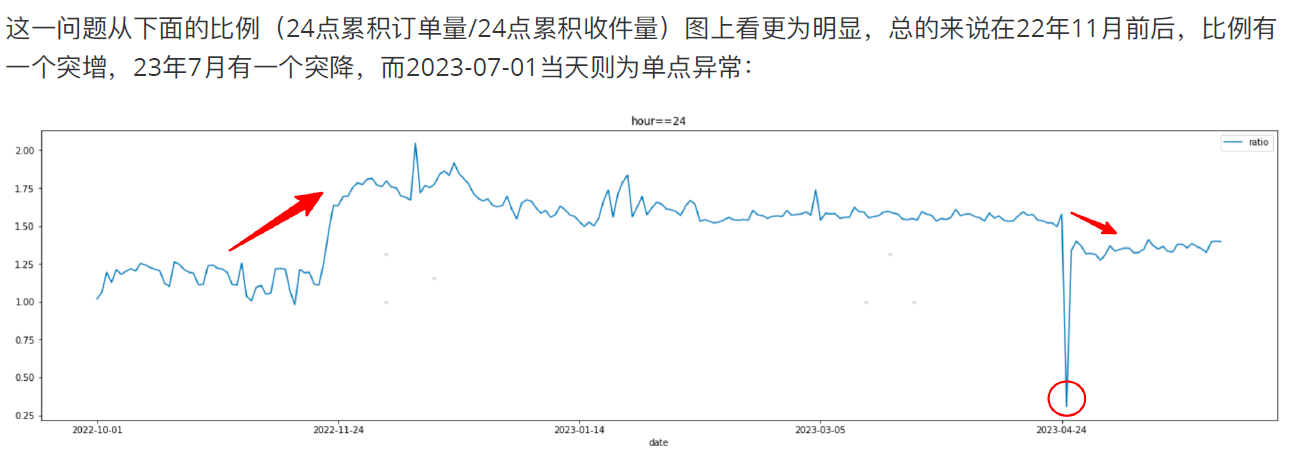 这一问题从下面的比例（24点累积订单量/24点累积收件量）图上看更为明显，总的来说在22年11月前后，比例有
一个突增，23年7月有一个突降，而2023-07-01当天则为单点异常：
hour==24
ratio
2.00
1.75
1.50
1.25
1.00
0.75
0.50
0.25
2022-10-01
2022-11-24
2023-01-14
2023-03-05
2023-04-24
date